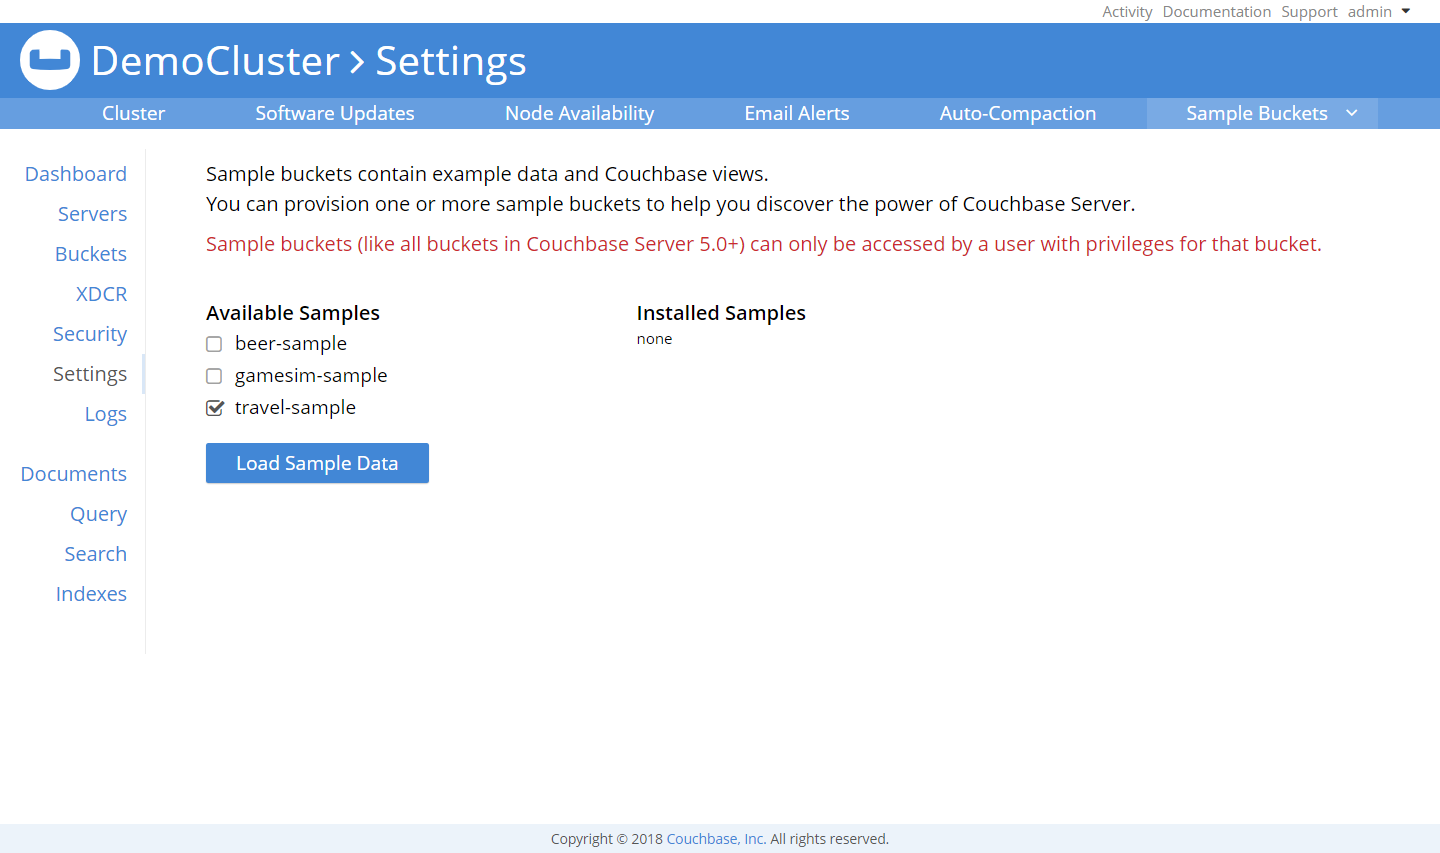 Activity Documentation Support admin
DemoCluster > Settings
Cluster Software Updates Node Availability Email Alerts Auto-Compaction Sample Buckets
Dashboard
Servers
Buckets
XDCR
Security
Settings
Logs
Documents
Query
Search
Indexes
Sample buckets contain example data and Couchbase views.
You can provision one or more sample buckets to help you discover the power of Couchbase Server.
Sample buckets (like all buckets in Couchbase Server 5.0+) can only be accessed by a user with privileges for that bucket.
Available Samples
beer-sample
gamesim-sample
travel-sample
Load Sample Data
Installed Samples
none
Copyright © 2018 Couchbase, Inc. All rights reserved.